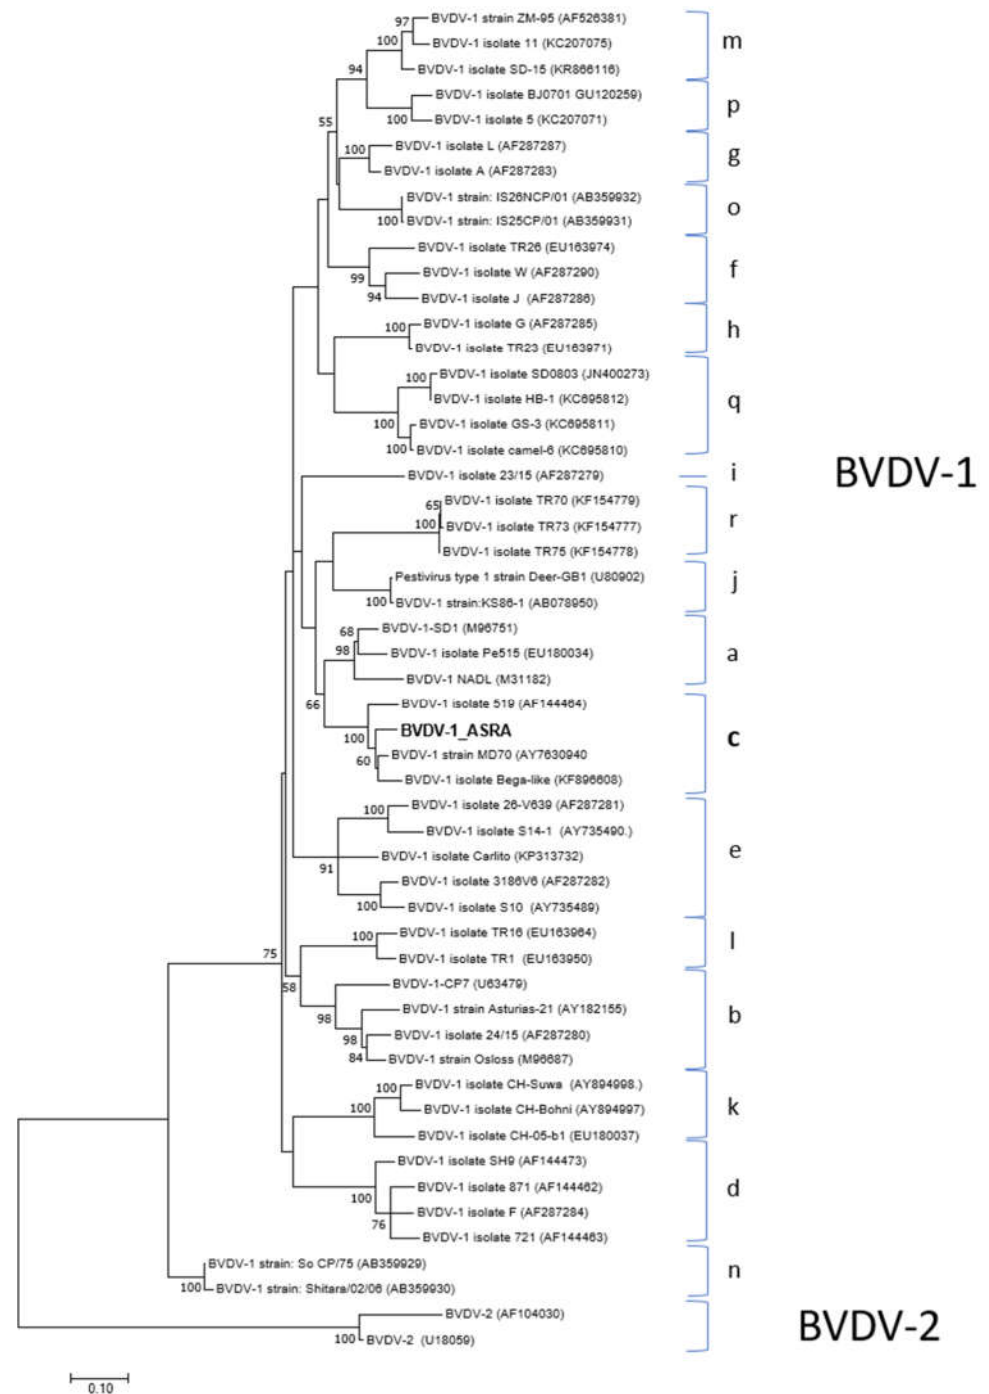 97
BVDV-1 strain ZM-95 (AF526381)
100
BVDV-1 isolate 11 (KC207075)
m
94
BVDV-1 isolate SD-15 (KR866116)
BVDV-1 isolate BJ0701 GU120259)
p
100
BVDV-1 isolate 5 (KC207071)
55
100
BVDV-1 isolate L (AF287287)
g
BVDV-1 isolate A (AF287283)
BVDV-1 strain: IS26NCP/01 (AB359932)
o
100
BVDV-1 strain: IS25CP/01 (AB359931)
BVDV-1 isolate TR26 (EU163974)
f
99
BVDV-1 isolate W (AF287290)
94
BVDV-1 isolate J (AF287286)
100
BVDV-1 isolate G (AF287285)
h
BVDV-1 isolate TR23 (EU163971)
100
BVDV-1 isolate SD0803 (JN400273)
BVDV-1 isolate HB-1 (KC695812)
q
100
BVDV-1 isolate GS-3 (KC695811)
100
BVDV-1 isolate camel-6 (KC695810)
BVDV-1 isolate 23/15 (AF287279)
i
BVDV-1
65
BVDV-1 isolate TR70 (KF154779)
100
BVDV-1 isolate TR73 (KF154777)
r
BVDV-1 isolate TR75 (KF154778)
Pestivirus type 1 strain Deer-GB1 (U80902)
j
100
BVDV-1 strain:KS86-1 (AB078950)
68
BVDV-1-SD1 (M96751)
98
BVDV-1 isolate Pe515 (EU180034)
a
BVDV-1 NADL (M31182)
66
BVDV-1 isolate 519 (AF144464)
100
BVDV-1_ASRA
c
60
BVDV-1 strain MD70 (AY7630940
BVDV-1 isolate Bega-like (KF896608)
100
BVDV-1 isolate 26-V639 (AF287281)
BVDV-1 isolate S14-1 (AY735490.)
e
91
BVDV-1 isolate Carlito (KP313732)
BVDV-1 isolate 3186V6 (AF287282)
100
BVDV-1 isolate S10 (AY735489)
100
BVDV-1 isolate TR16 (EU163964)
l
BVDV-1 isolate TR1 (EU163950)
75
58
BVDV-1-CP7 (U63479)
98
BVDV-1 strain Asturias-21 (AY182155)
b
98
BVDV-1 isolate 24/15 (AF287280)
84
BVDV-1 strain Osloss (M96687)
100
BVDV-1 isolate CH-Suwa (AY894998.)
100
BVDV-1 isolate CH-Bohni (AY894997)
k
BVDV-1 isolate CH-05-b1 (EU180037)
BVDV-1 isolate SH9 (AF144473)
100
BVDV-1 isolate 871 (AF144462)
d
76
BVDV-1 isolate F (AF287284)
BVDV-1 isolate 721 (AF144463)
BVDV-1 strain: So CP/75 (AB359929)
n
100
BVDV-1 strain: Shitara/02/06 (AB359930)
BVDV-2 (AF104030)
BVDV-2
100
BVDV-2 (U18059)
0.10